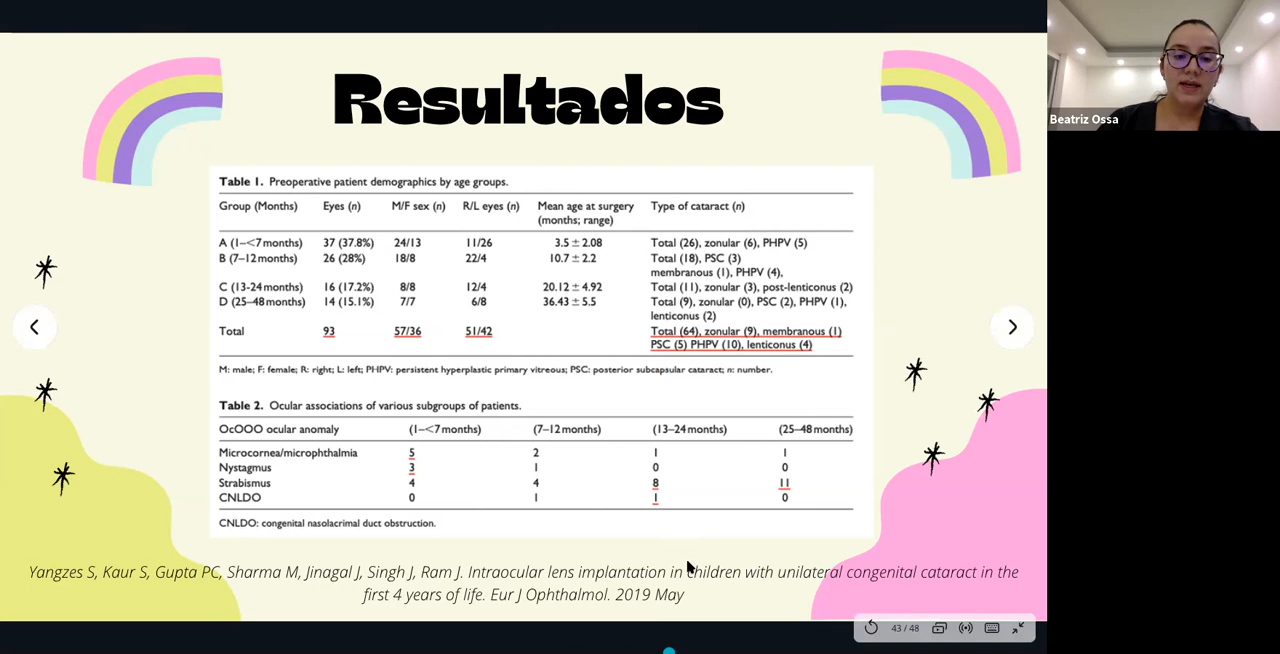 Resultados
Beatriz Ossa
Table 1. Preoperative patient demographics by age groups.
Group (Months) Eyes (n) M/F sex (n) R/L eyes (n) Mean age at surgery (months; range) Type of cataract (n)
A (1–<7 months) 37 (37.8%) 24/13 11/26 3.5 ± 2.08 Total (26), zonular (6), PHPV (5)
B (7–12 months) 26 (28%) 18/8 22/4 10.7 ± 2.2 Total (18), PSC (3)
membranous (1), PHPV (4),
C (13-24 months) 16 (17.2%) 8/8 12/4 20.12 ± 4.92 Total (11), zonular (3), post-lenticonus (2)
D (25–48 months) 14 (15.1%) 7/7 6/8 36.43 ± 5.5 Total (9), zonular (0), PSC (2), PHPV (1),
lenticonus (2)
Total 93 57/36 51/42 Total (64), zonular (9), membranous (1)
PSC (5) PHPV (10), lenticonus (4)
M: male; F: female; R: right; L: left; PHPV: persistent hyperplastic primary vitreous; PSC: posterior subcapsular cataract; n: number.
Table 2. Ocular associations of various subgroups of patients.
OcOOO ocular anomaly (1–<7 months) (7–12 months) (13–24 months) (25–48 months)
Microcornea/microphthalmia 5 2 1 1
Nystagmus 3 1 0 0
Strabismus 4 4 8 11
CNLDO 0 1 1 0
CNLDO: congenital nasolacrimal duct obstruction.
Yangzes S, Kaur S, Gupta PC, Sharma M, Jinagal J, Singh J, Ram J. Intraocular lens implantation in children with unilateral congenital cataract in the
first 4 years of life. Eur J Ophthalmol. 2019 May
43 / 48